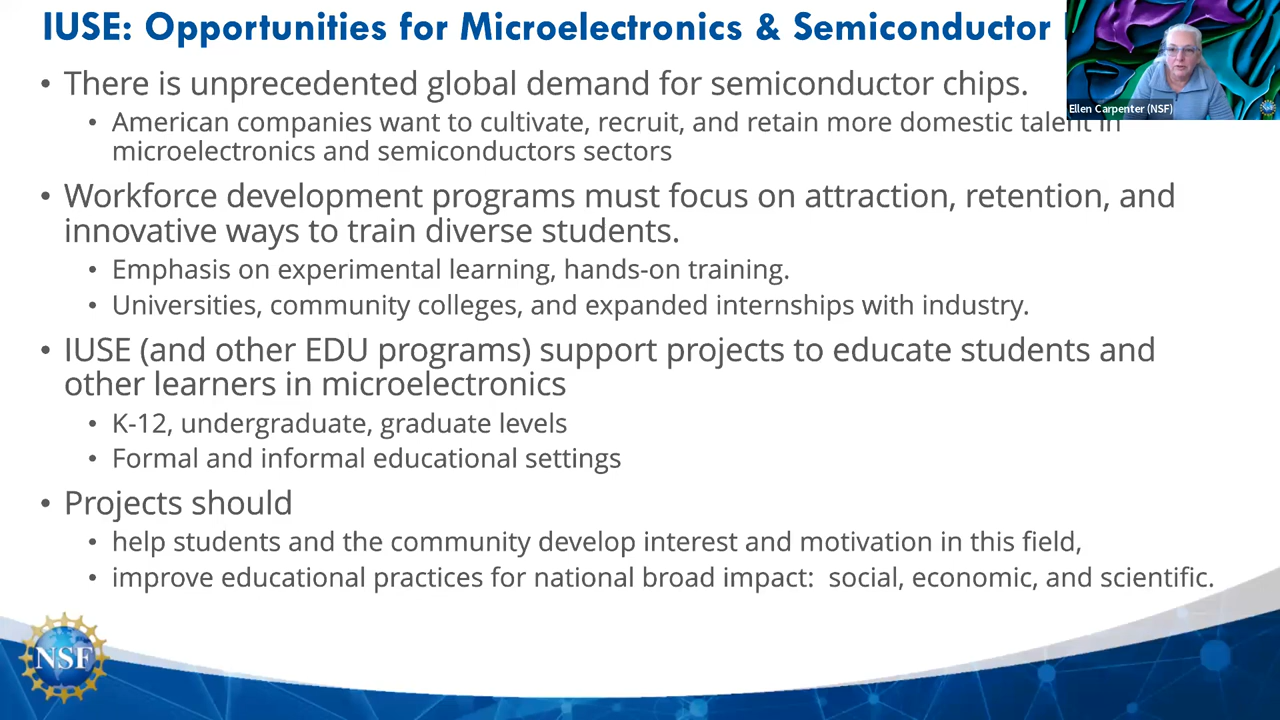 IUSE: Opportunities for Microelectronics & Semiconductor
• There is unprecedented global demand for semiconductor chips.
Ellen Carpenter (NSF)
• American companies want to cultivate, recruit, and retain more domestic talent in
microelectronics and semiconductors sectors
• Workforce development programs must focus on attraction, retention, and
innovative ways to train diverse students.
• Emphasis on experimental learning, hands-on training.
• Universities, community colleges, and expanded internships with industry.
• IUSE (and other EDU programs) support projects to educate students and
other learners in microelectronics
• K-12, undergraduate, graduate levels
• Formal and informal educational settings
• Projects should
• help students and the community develop interest and motivation in this field,
• improve educational practices for national broad impact:  social, economic, and scientific.
NSF